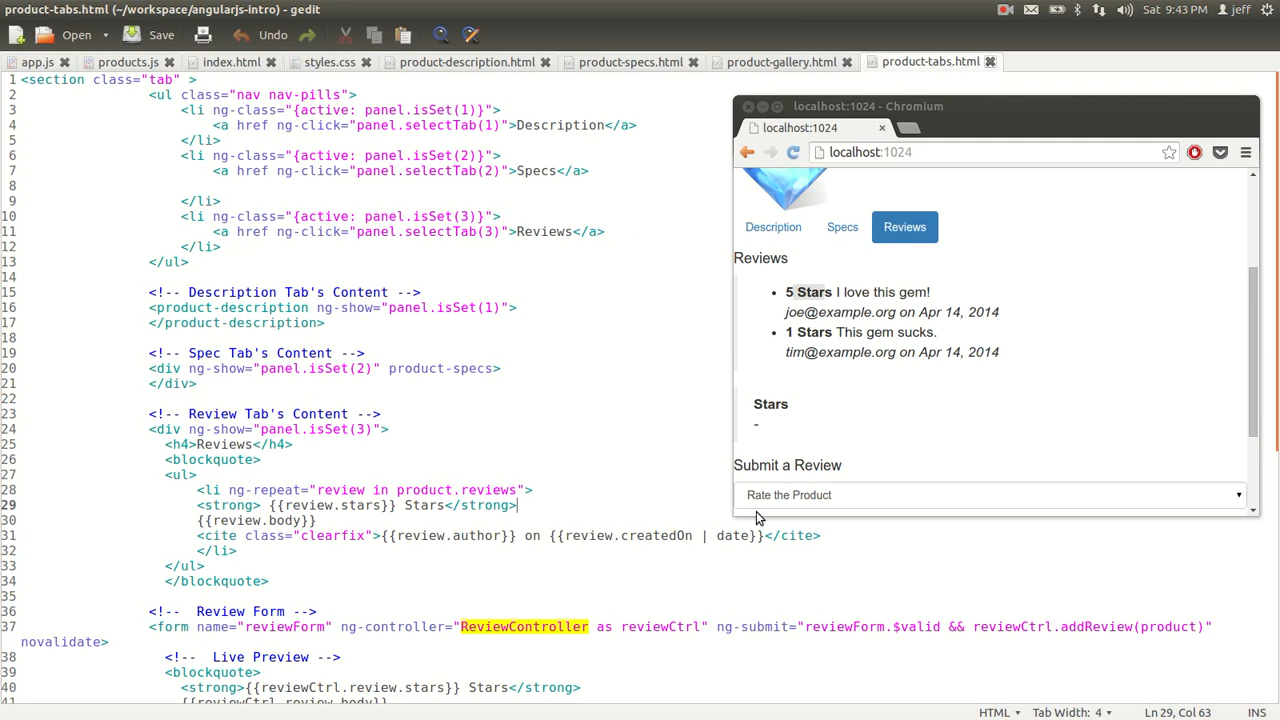 product-tabs.html (~/workspace/angularjs-intro) - gedit
Sat 9:43 PM jeff
Open Save Undo
app.js products.js index.html styles.css product-description.html product-specs.html product-gallery.html product-tabs.html
1 <section class="tab" >
2 <ul class="nav nav-pills">
3 <li ng-class="{active: panel.isSet(1)}">
4 <a href ng-click="panel.selectTab(1)">Description</a>
5 </li>
6 <li ng-class="{active: panel.isSet(2)}">
7 <a href ng-click="panel.selectTab(2)">Specs</a>
8
9 </li>
10 <li ng-class="{active: panel.isSet(3)}">
11 <a href ng-click="panel.selectTab(3)">Reviews</a>
12 </li>
13 </ul>
14
15 <!-- Description Tab's Content -->
16 <product-description ng-show="panel.isSet(1)">
17 </product-description>
18
19 <!-- Spec Tab's Content -->
20 <div ng-show="panel.isSet(2)" product-specs>
21 </div>
22
23 <!-- Review Tab's Content -->
24 <div ng-show="panel.isSet(3)">
25 <h4>Reviews</h4>
26 <blockquote>
27 <ul>
28 <li ng-repeat="review in product.reviews">
29 <strong> {{review.stars}} Stars</strong>
30 {{review.body}}
31 <cite class="clearfix">{{review.author}} on {{review.createdOn | date}}</cite>
32 </li>
33 </ul>
34 </blockquote>
35
36 <!-- Review Form -->
37 <form name="reviewForm" ng-controller="ReviewController as reviewCtrl" ng-submit="reviewForm.$valid && reviewCtrl.addReview(product)"
novalidate>
38 <!-- Live Preview -->
39 <blockquote>
40 <strong>{{reviewCtrl.review.stars}} Stars</strong>
41 {{reviewCtrl.review.body}}
localhost:1024 - Chromium
localhost:1024
localhost:1024
Description Specs Reviews
Reviews
5 Stars I love this gem!
joe@example.org on Apr 14, 2014
1 Stars This gem sucks.
tim@example.org on Apr 14, 2014
Stars
-
Submit a Review
Rate the Product
HTML Tab Width: 4 Ln 29, Col 63 INS